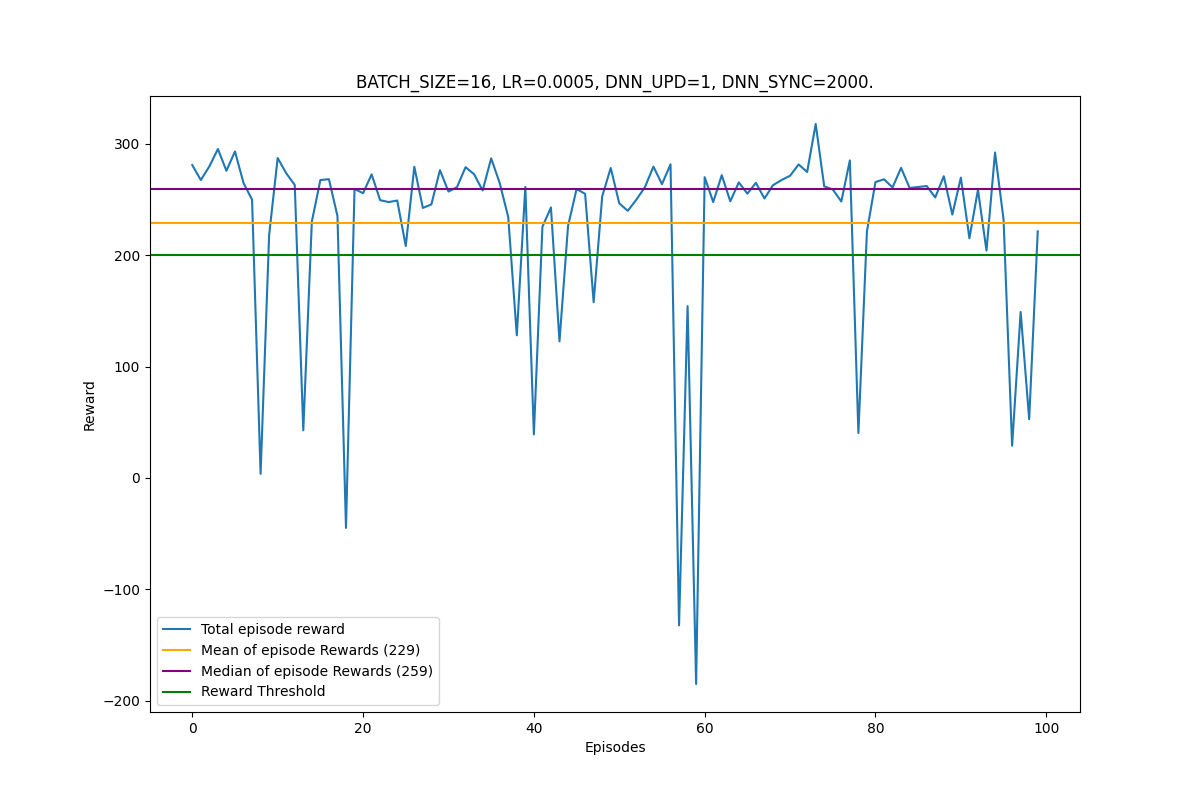 BATCH_SIZE=16, LR=0.0005, DNN_UPD=1, DNN_SYNC=2000.
300
200
100
0
−100
−200
Reward
Total episode reward
Mean of episode Rewards (229)
Median of episode Rewards (259)
Reward Threshold
0 20 40 60 80 100
Episodes